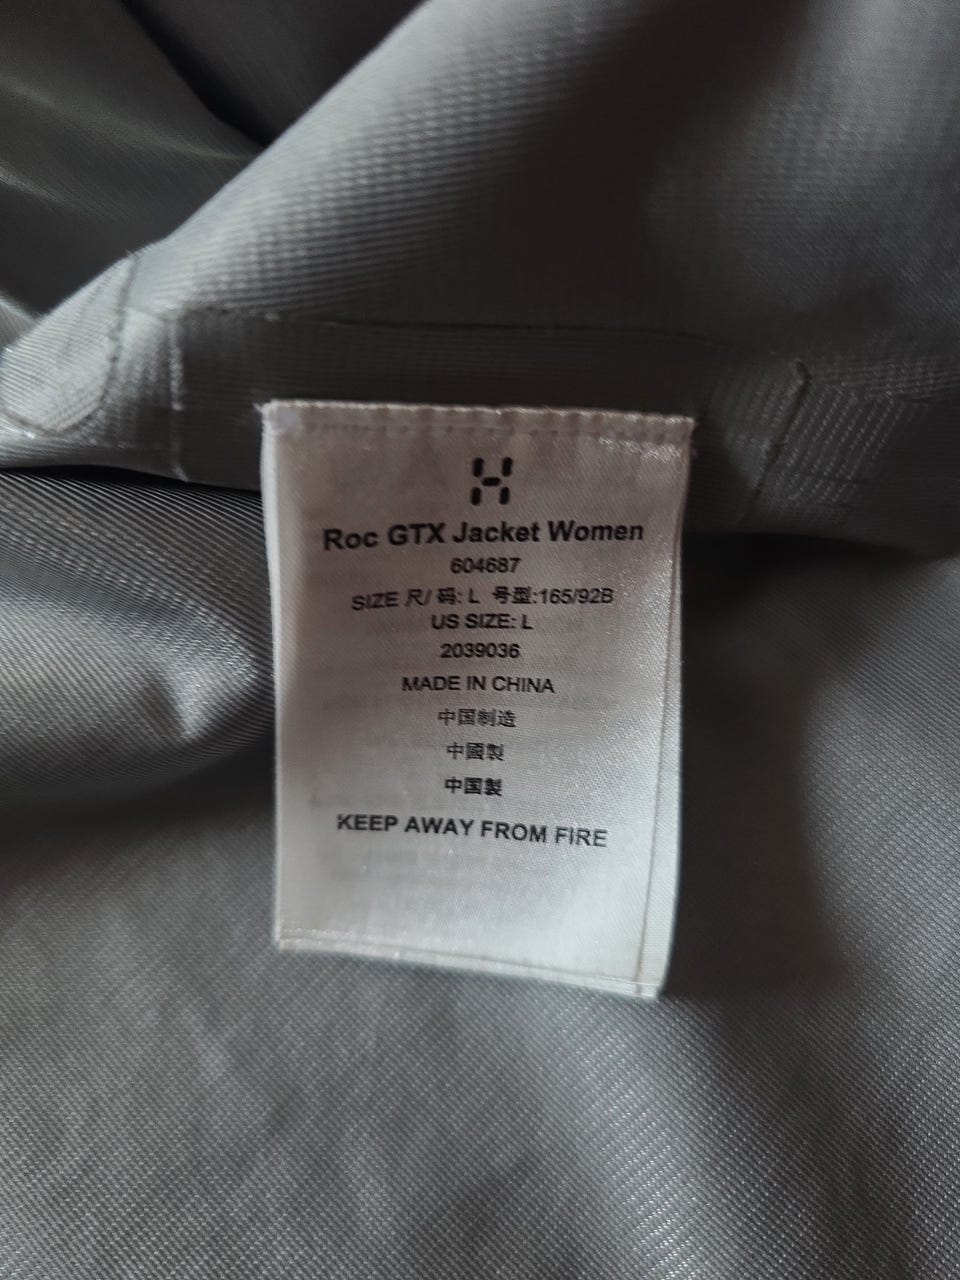 Roc GTX Jacket Women
604687
SIZE 尺/ 码: L 号型:165/92B
US SIZE: L
2039036
MADE IN CHINA
中国制造
中國製
中国製
KEEP AWAY FROM FIRE